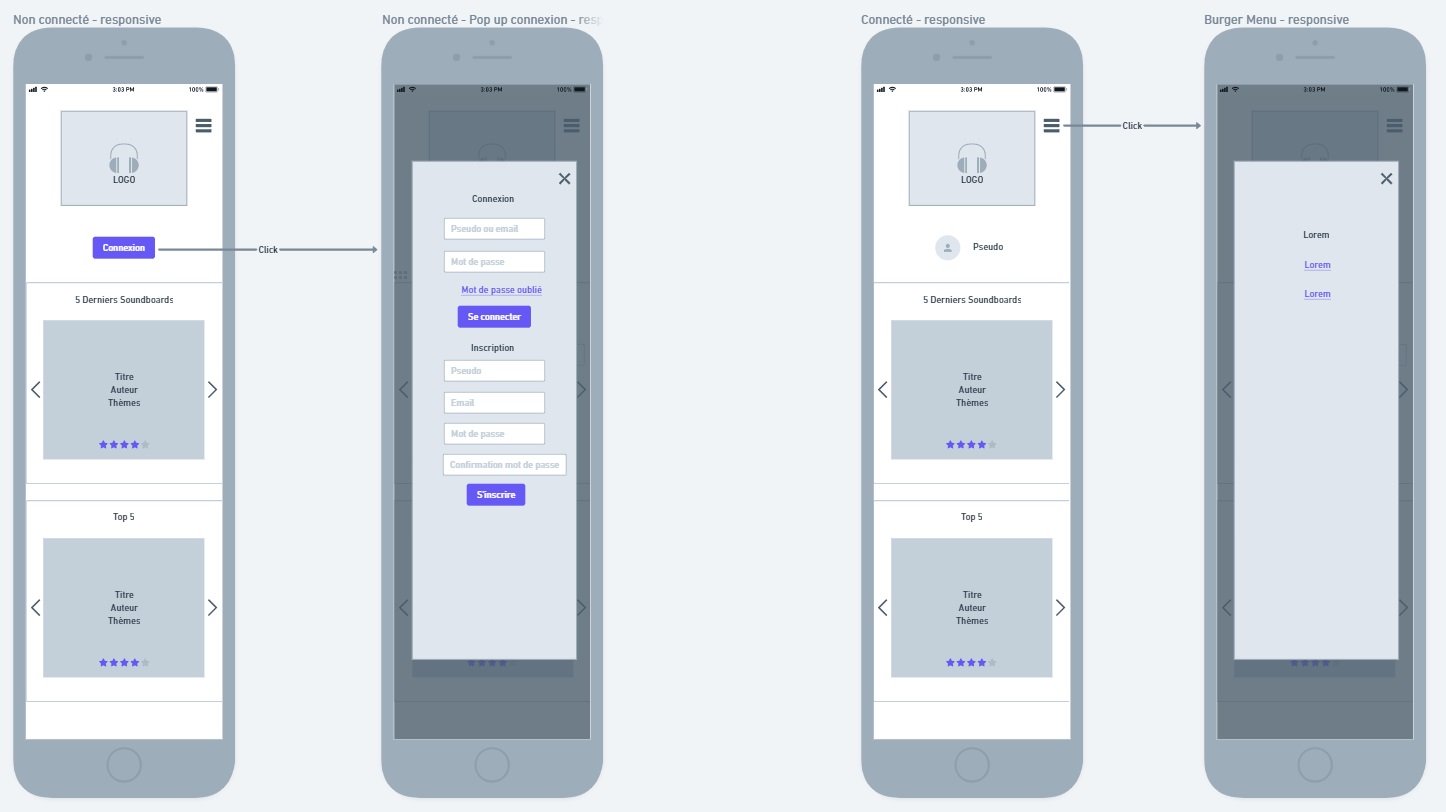 Non connecté - responsive
3:03 PM
100%
LOGO
Connexion
Click
5 Derniers Soundboards
Titre
Auteur
Thèmes
Top 5
Titre
Auteur
Thèmes
Non connecté - Pop up connexion - resp
3:03 PM
100%
Connexion
Pseudo ou email
Mot de passe
Mot de passe oublié
Se connecter
Inscription
Pseudo
Email
Mot de passe
Confirmation mot de passe
S'inscrire
Connecté - responsive
3:03 PM
100%
LOGO
Click
Pseudo
5 Derniers Soundboards
Titre
Auteur
Thèmes
Top 5
Titre
Auteur
Thèmes
Burger Menu - responsive
3:03 PM
100%
Lorem
Lorem
Lorem